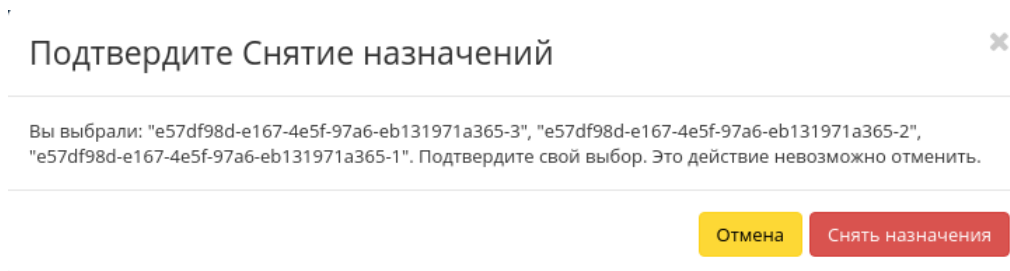 Подтвердите Снятие назначений
Вы выбрали: "e57df98d-e167-4e5f-97a6-eb131971a365-3", "e57df98d-e167-4e5f-97a6-eb131971a365-2",
"e57df98d-e167-4e5f-97a6-eb131971a365-1". Подтвердите свой выбор. Это действие невозможно отменить.
Отмена
Снять назначения